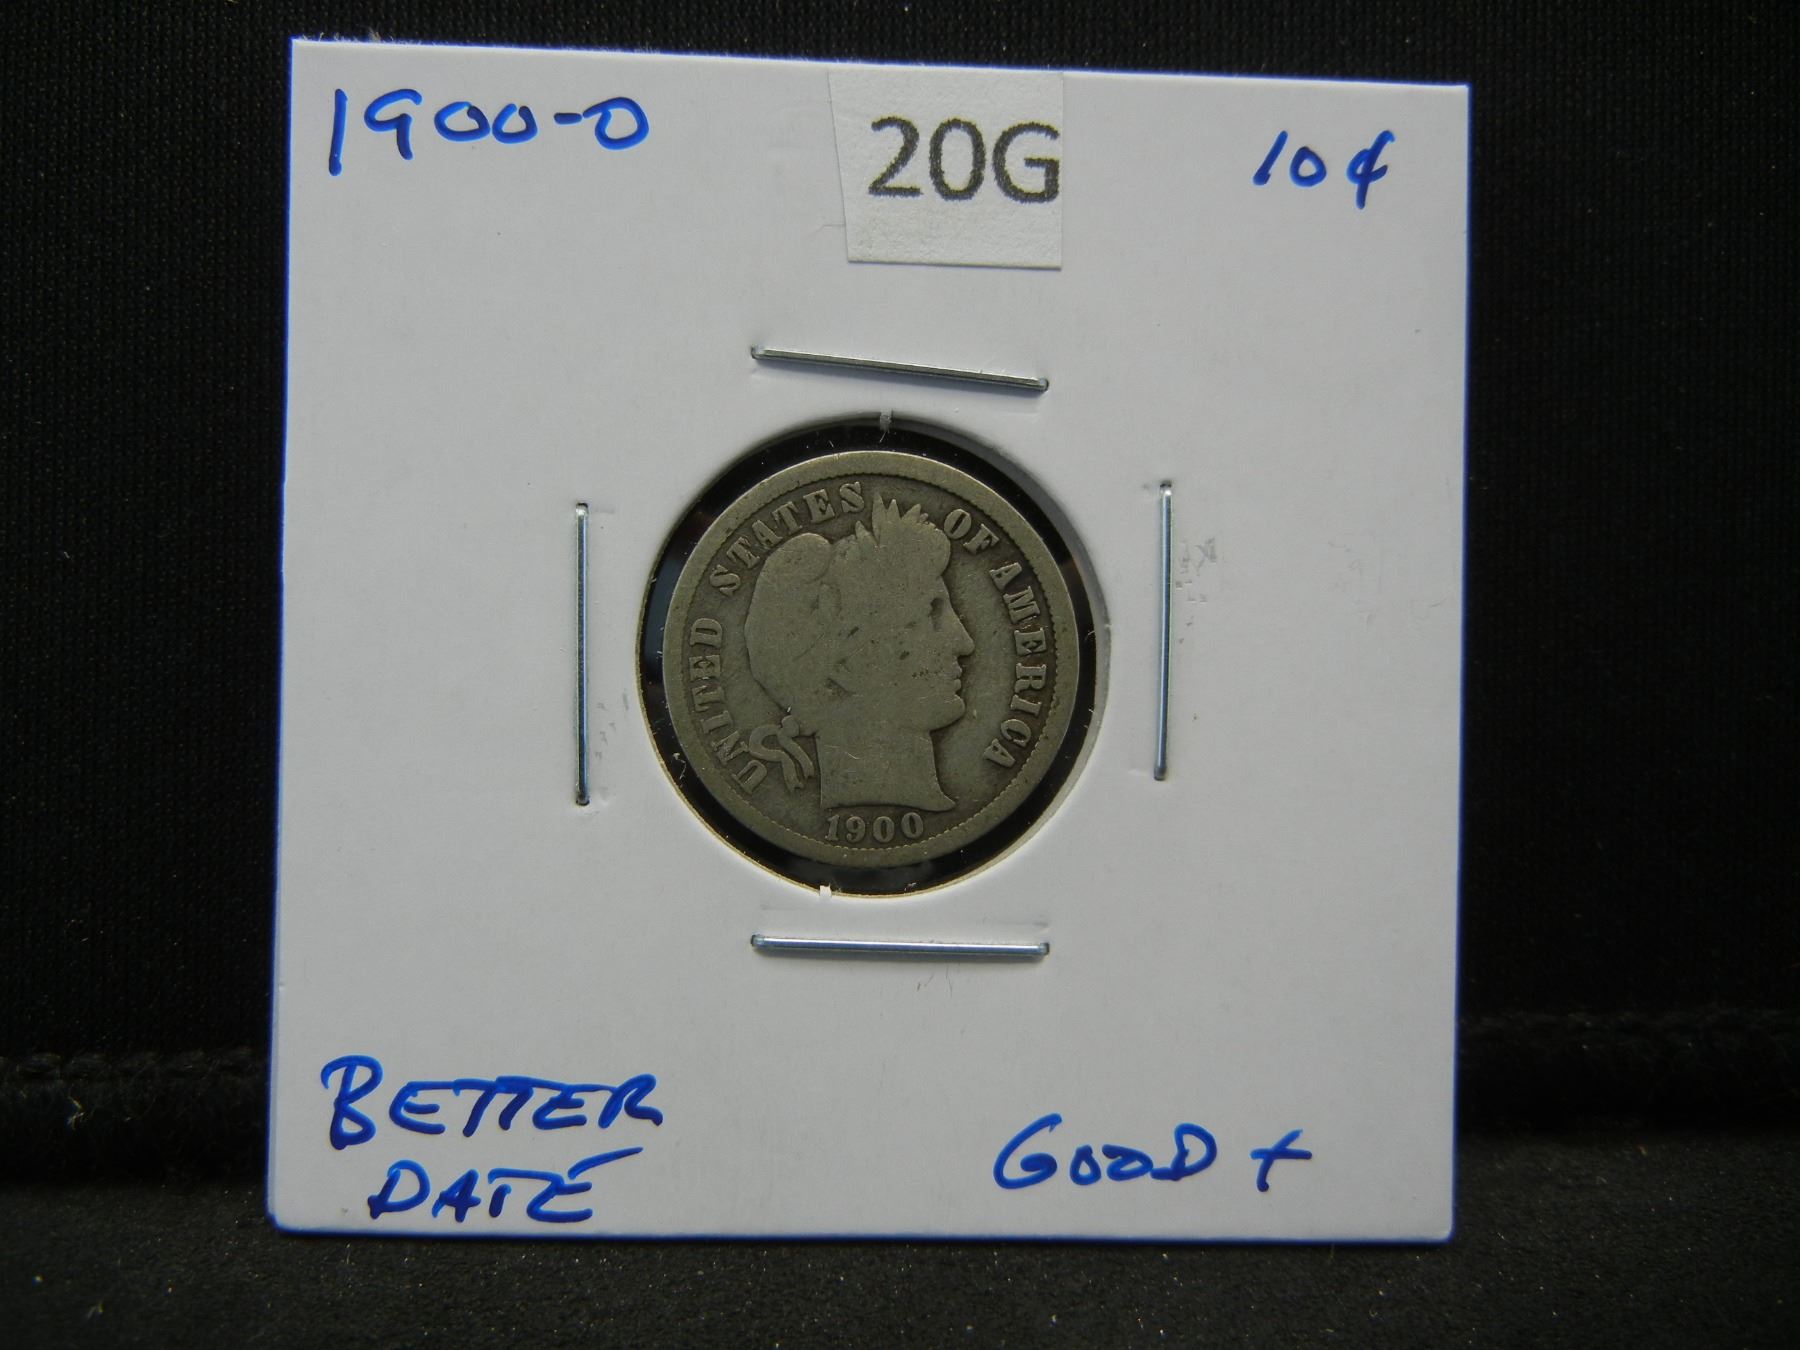 1900-O
20G
10¢
UNITED STATES OF AMERICA
1900
BETTER
DATE
GOOD +